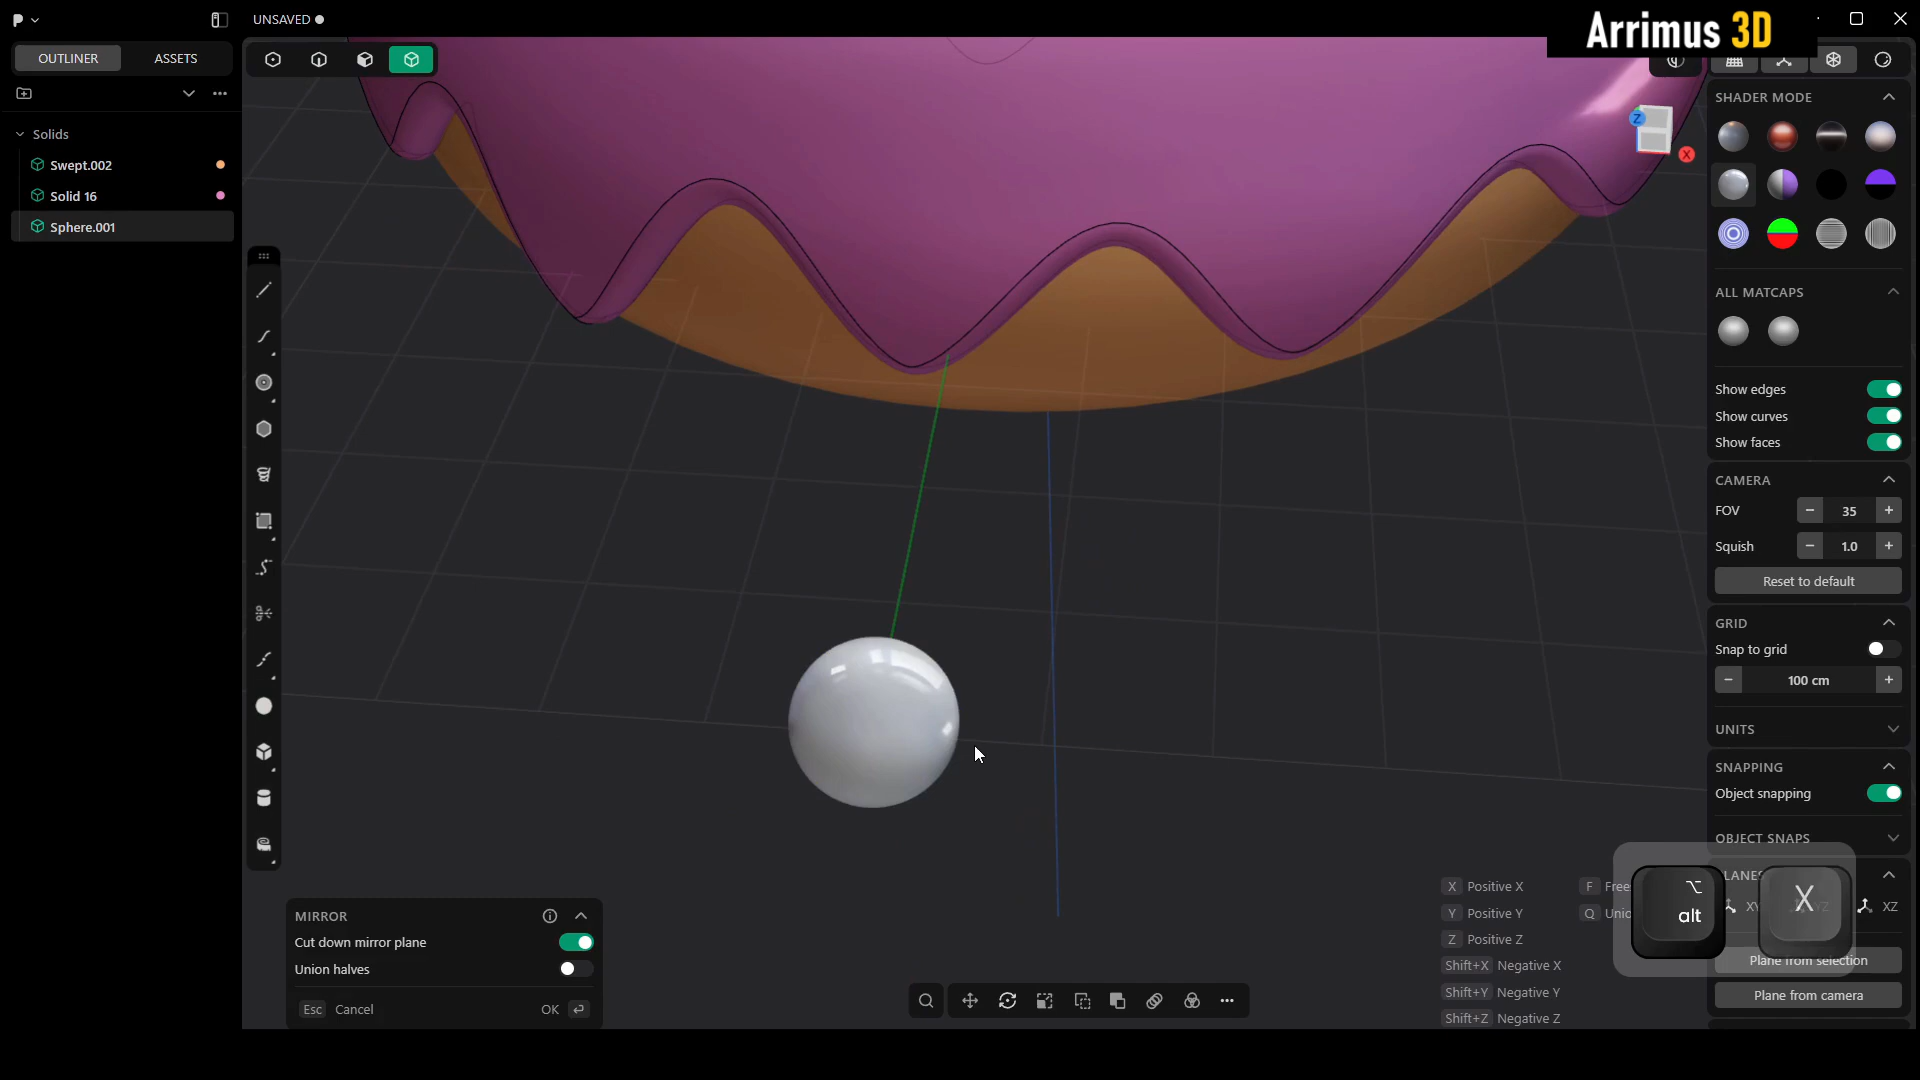 UNSAVED
Arrimus 3D
OUTLINER
ASSETS
Solids
Swept.002
Solid 16
Sphere.001
Z
X
SHADER MODE
ALL MATCAPS
Show edges
Show curves
Show faces
CAMERA
FOV
35
Squish
1.0
Reset to default
GRID
Snap to grid
100 cm
UNITS
SNAPPING
Object snapping
OBJECT SNAPS
XZ
Plane from selection
Plane from camera
alt
X
MIRROR
Cut down mirror plane
Union halves
Esc Cancel
OK
X Positive X
Y Positive Y
Z Positive Z
Shift+X Negative X
Shift+Y Negative Y
Shift+Z Negative Z
F
Q